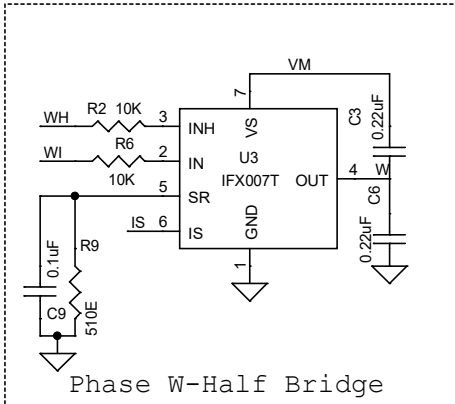 VM
7
C3
0.22uF
WH R2 10K 3 INH VS
WI R6 2 IN U3
10K IFX007T OUT 4 W
5 SR C6
IS 6 IS GND 0.22uF
0.1uF R9 1
C9 510E
Phase W-Half Bridge